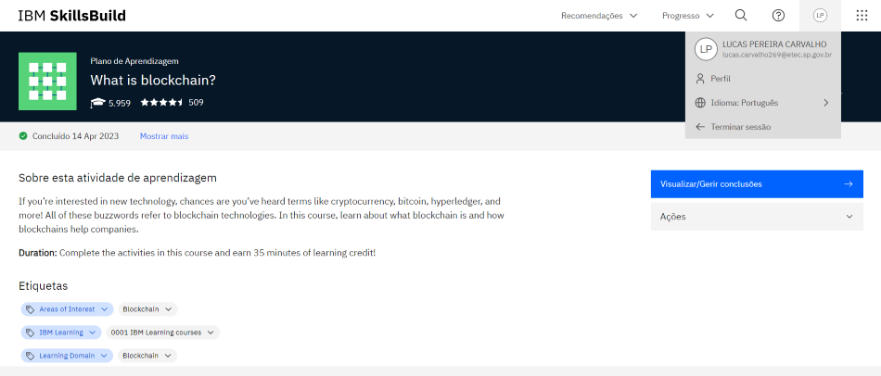 IBM SkillsBuild
Recomendações
Progresso
LP
LP
LUCAS PEREIRA CARVALHO
lucas.carvalho269@etec.sp.gov.br
Perfil
Idioma: Português
Terminar sessão
Plano de Aprendizagem
What is blockchain?
5,959
509
Concluído 14 Apr 2023
Mostrar mais
Sobre esta atividade de aprendizagem
If you're interested in new technology, chances are you've heard terms like cryptocurrency, bitcoin, hyperledger, and
more! All of these buzzwords refer to blockchain technologies. In this course, learn about what blockchain is and how
blockchains help companies.
Duration: Complete the activities in this course and earn 35 minutes of learning credit!
Visualizar/Gerir conclusões
Ações
Etiquetas
Areas of Interest
Blockchain
IBM Learning
0001 IBM Learning courses
Learning Domain
Blockchain